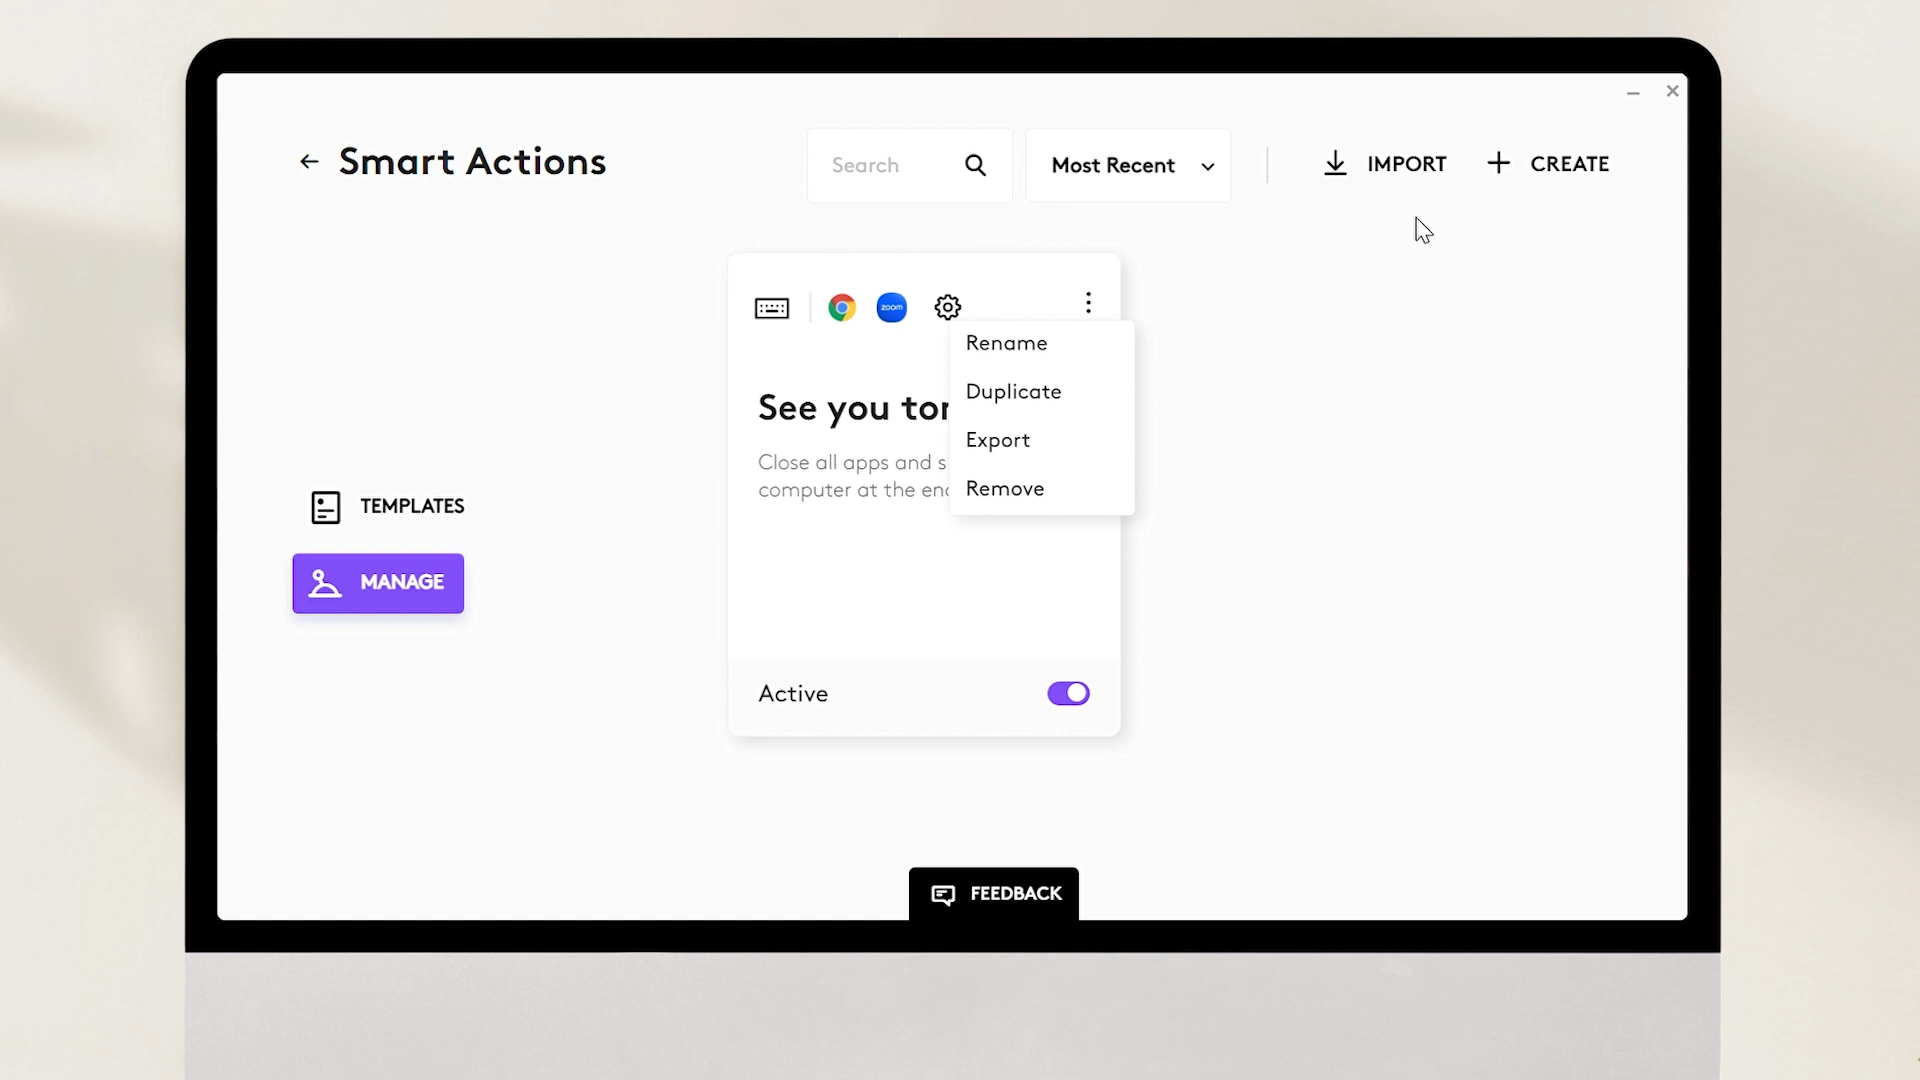 Smart Actions
Search
Most Recent
IMPORT
CREATE
zoom
Rename
Duplicate
Export
Remove
See you tor
Close all apps and s
computer at the en
TEMPLATES
MANAGE
Active
FEEDBACK